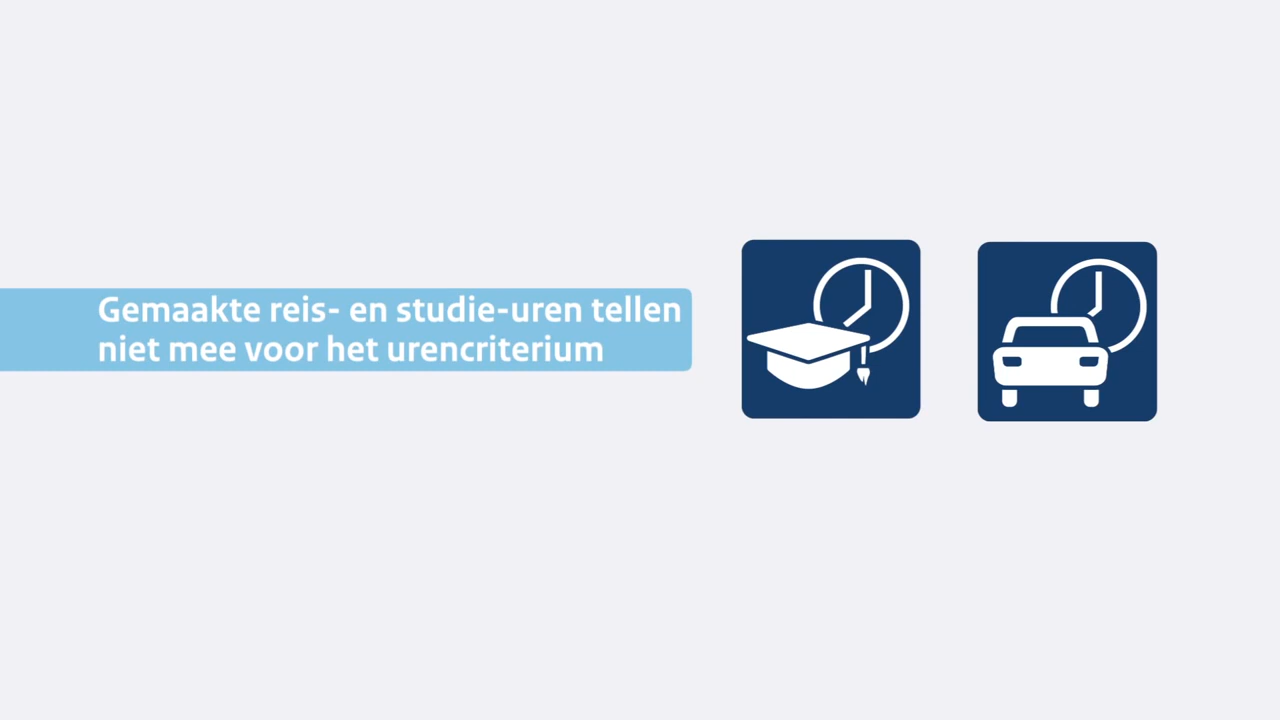 Gemaakte reis- en studie-uren tellen
niet mee voor het urencriterium